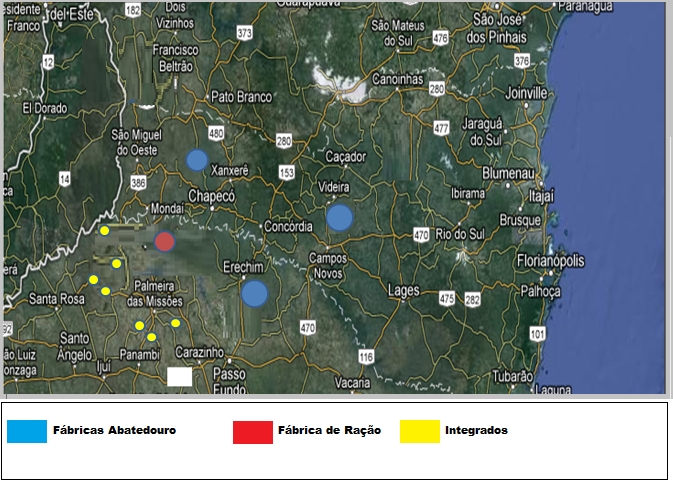 esidente
Franco
del Este
182
Dois
Vizinhos
Guarapuava
373
São Mateus
do Sul
476
São José
dos Pinhais
Paranaguá
376
12
Francisco
Beltrão
El Dorado
Pato Branco
Canoinhas
280
Joinville
São Miguel
do Oeste
480
280
477
Jaraguá
do Sul
14
386
Xanxerê
153
Caçador
Blumenau
Chapecó
Videira
Ibirama
Itajaí
Mondaí
Concórdia
470
Rio do Sul
Brusque
Erechim
Campos
Novos
Florianópolis
Santa Rosa
Palmeira
das Missões
Lages
475
282
Palhoça
92
Santo
Ângelo
470
101
ão Luiz
onzaga
Ijuí
Panambi
Carazinho
116
Passo
Fundo
Vacaria
Tubarão
Laguna
Fábricas Abatedouro
Fábrica de Ração
Integrados